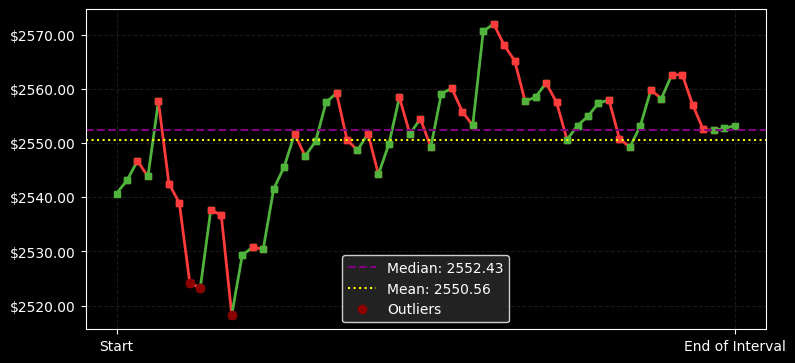 $2570.00
$2560.00
$2550.00
$2540.00
$2530.00
$2520.00
Median: 2552.43
Mean: 2550.56
Outliers
Start
End of Interval